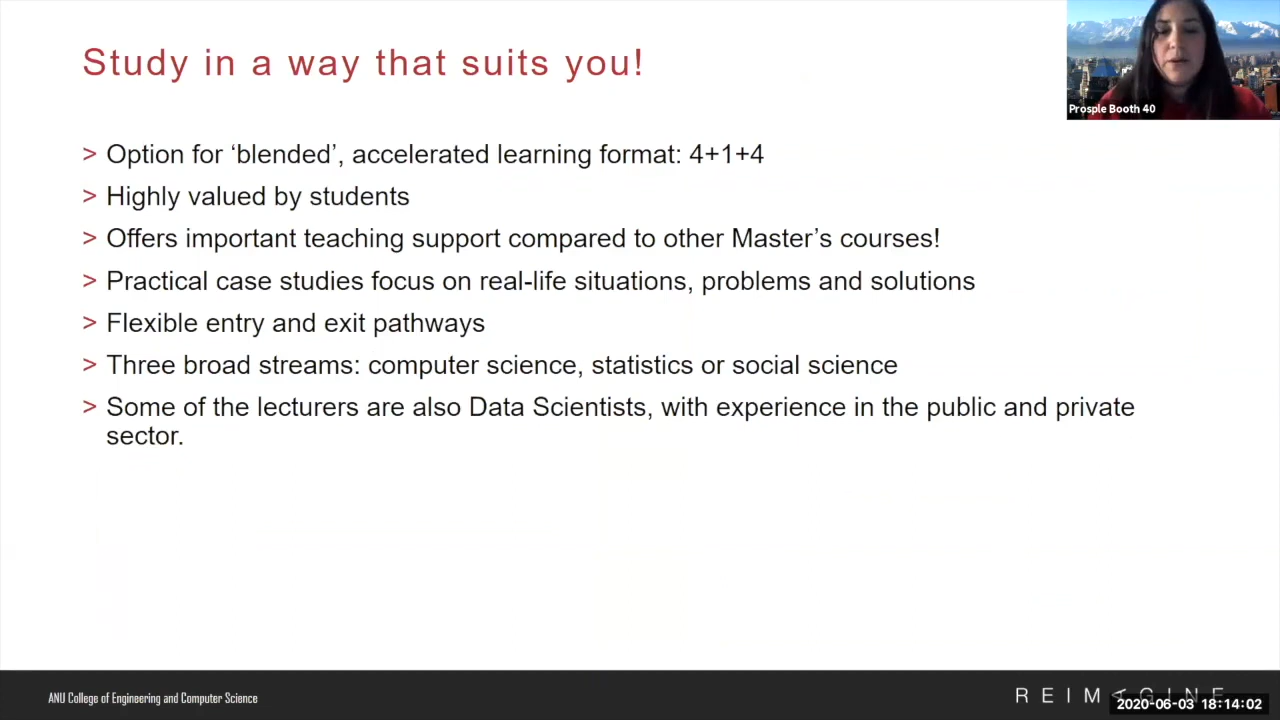 Study in a way that suits you!
Prosple Booth 40
> Option for ‘blended’, accelerated learning format: 4+1+4
> Highly valued by students
> Offers important teaching support compared to other Master’s courses!
> Practical case studies focus on real-life situations, problems and solutions
> Flexible entry and exit pathways
> Three broad streams: computer science, statistics or social science
> Some of the lecturers are also Data Scientists, with experience in the public and private
sector.
ANU College of Engineering and Computer Science
REIMAGINE
2020-06-03 18:14:02